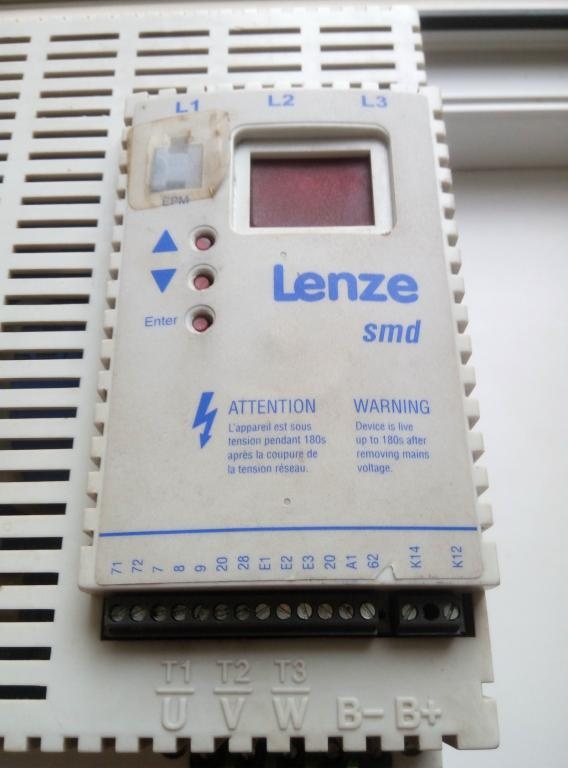 L1 L2 L3
EPM
Enter
Lenze
smd
ATTENTION
L'appareil est sous
tension pendant 180s
après la coupure de
la tension réseau.
WARNING
Device is live
up to 180s after
removing mains
voltage.
71 72 7 8 9 20 28 E1 E2 E3 20 A1 62 K14 K12
T1 T2 T3
U V W B- B+